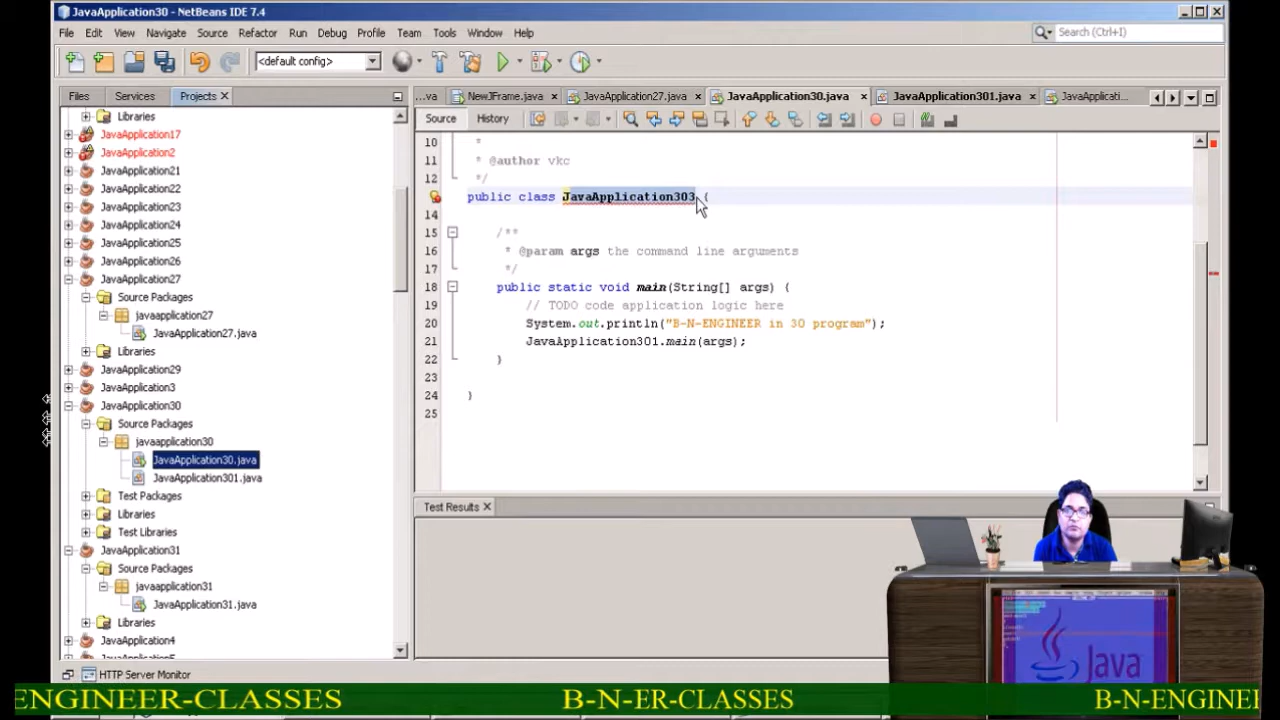 JavaApplication30 - NetBeans IDE 7.4
File Edit View Navigate Source Refactor Run Debug Profile Team Tools Window Help
Search (Ctrl+I)
<default config>
Files Services Projects
...va NewJFrame.java JavaApplication27.java JavaApplication30.java JavaApplication301.java JavaApplicati...
Source History
Libraries
JavaApplication17
JavaApplication2
JavaApplication21
JavaApplication22
JavaApplication23
JavaApplication24
JavaApplication25
JavaApplication26
JavaApplication27
Source Packages
javaapplication27
JavaApplication27.java
Libraries
JavaApplication29
JavaApplication3
JavaApplication30
Source Packages
javaapplication30
JavaApplication30.java
JavaApplication301.java
Test Packages
Libraries
Test Libraries
JavaApplication31
Source Packages
javaapplication31
JavaApplication31.java
Libraries
JavaApplication4
10 *
11 * @author vkc
12 */
public class JavaApplication303 {
14
15 /**
16 * @param args the command line arguments
17 */
18 public static void main(String[] args) {
19 // TODO code application logic here
20 System.out.println("B-N-ENGINEER in 30 program");
21 JavaApplication301.main(args);
22 }
23
24 }
25
Test Results
HTTP Server Monitor
Java
ENGINEER-CLASSES B-N-ER-CLASSES B-N-ENGINEI